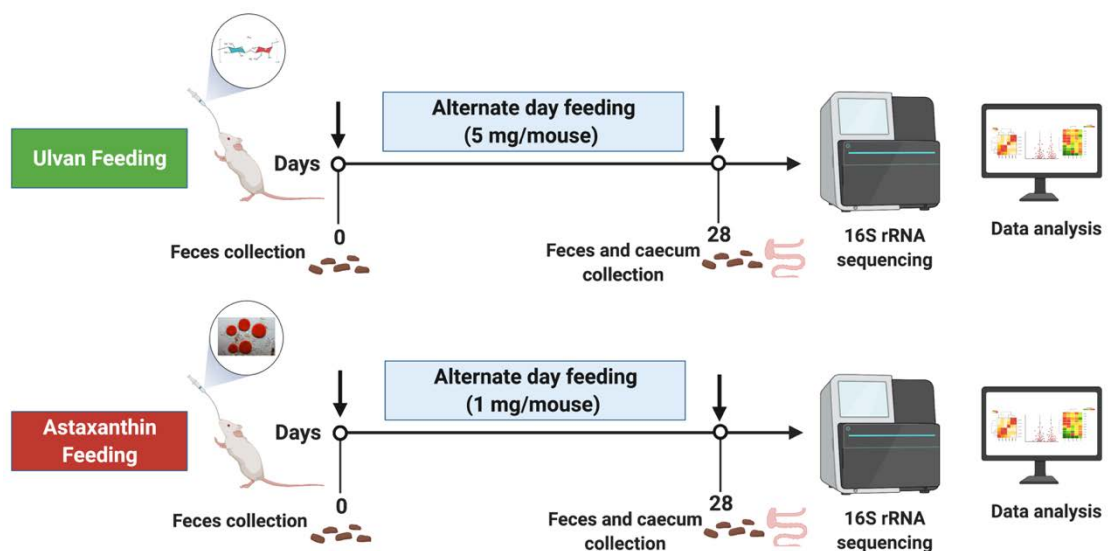 Ulvan Feeding
Days
Alternate day feeding
(5 mg/mouse)
0
28
Feces collection
Feces and caecum
collection
16S rRNA
sequencing
Data analysis
Astaxanthin
Feeding
Days
Alternate day feeding
(1 mg/mouse)
0
28
Feces collection
Feces and caecum
collection
16S rRNA
sequencing
Data analysis